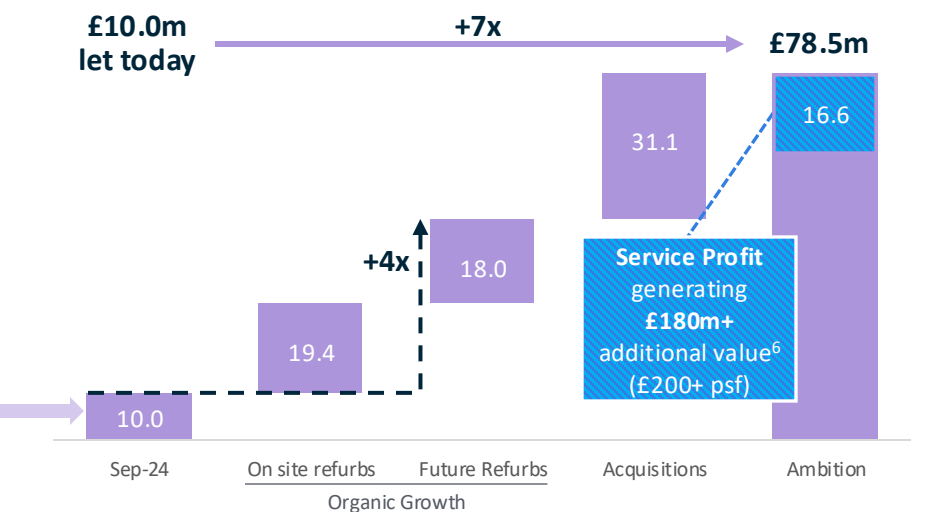 £10.0m
let today
+7x
£78.5m
16.6
31.1
+4x
18.0
Service Profit
generating
£180m+
additional value⁶
(£200+ psf)
19.4
10.0
Sep-24
On site refurbs
Future Refurbs
Acquisitions
Ambition
Organic Growth